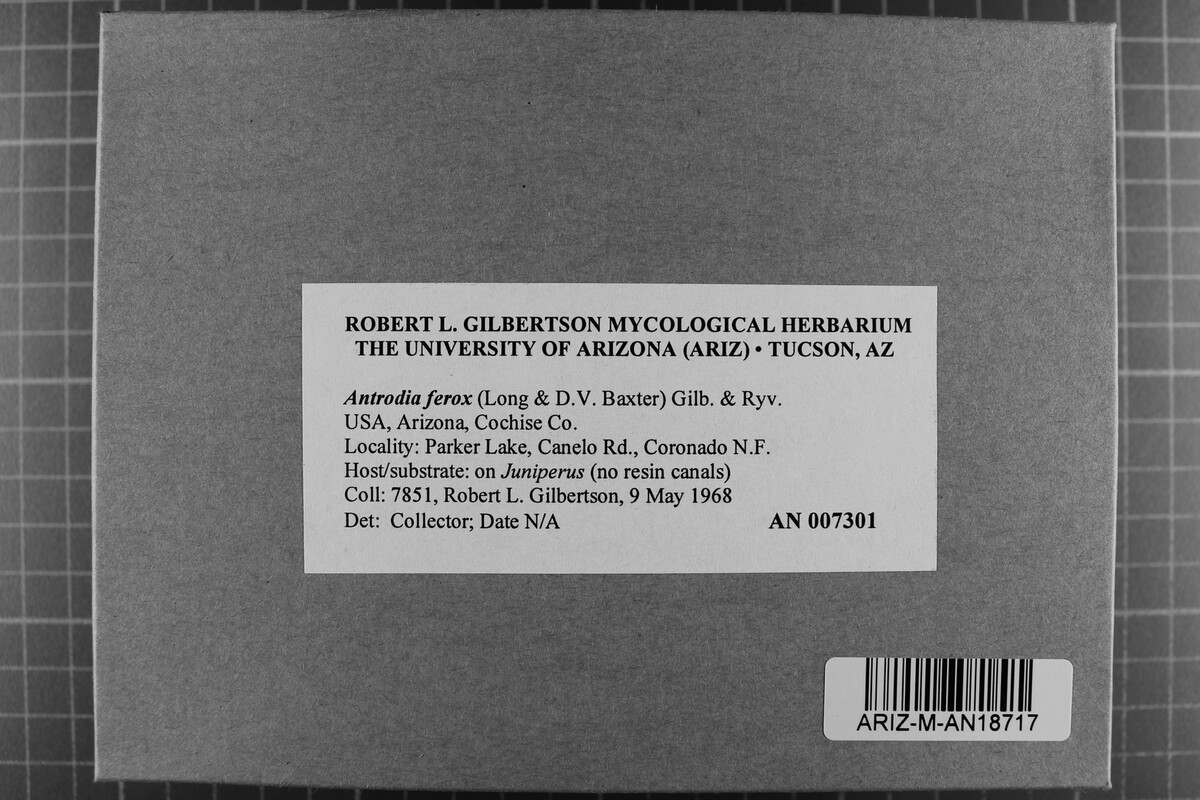 ROBERT L. GILBERTSON MYCOLOGICAL HERBARIUM
THE UNIVERSITY OF ARIZONA (ARIZ) • TUCSON, AZ
Antrodia ferox (Long & D.V. Baxter) Gilb. & Ryv.
USA, Arizona, Cochise Co.
Locality: Parker Lake, Canelo Rd., Coronado N.F.
Host/substrate: on Juniperus (no resin canals)
Coll: 7851, Robert L. Gilbertson, 9 May 1968
Det: Collector; Date N/A AN 007301
ARIZ-M-AN18717